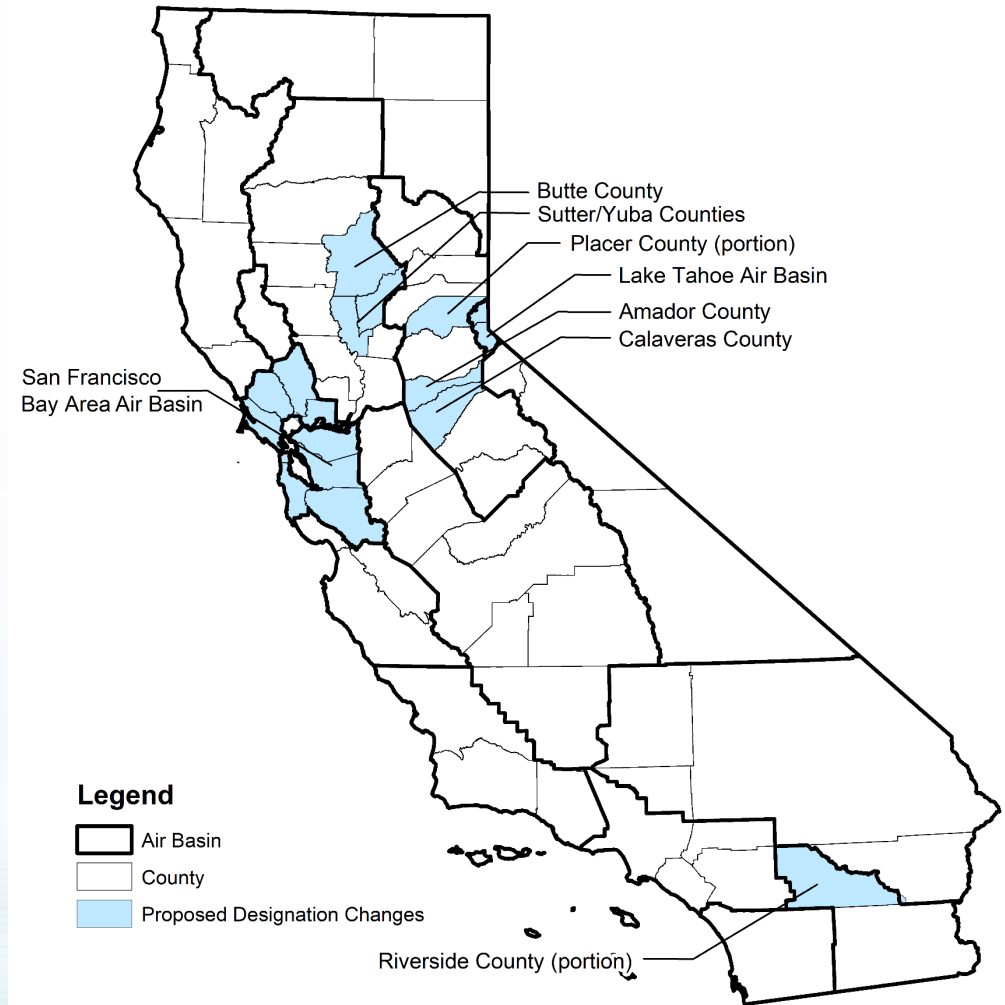 Butte County
Sutter/Yuba Counties
Placer County (portion)
Lake Tahoe Air Basin
Amador County
Calaveras County
San Francisco
Bay Area Air Basin
Legend
Air Basin
County
Proposed Designation Changes
Riverside County (portion)